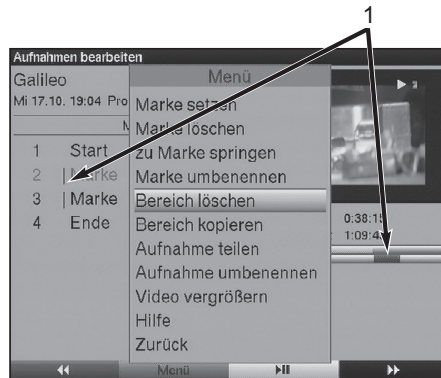 1
Aufnahmen bearbeiten
Galileo
Mi 17.10. 19:04 Pro
Menü
Marke setzen
Marke löschen
zu Marke springen
Marke umbenennen
Bereich löschen
Bereich kopieren
Aufnahme teilen
Aufnahme umbenennen
Video vergrößern
Hilfe
Zurück
M
1 Start
2 Marke
3 Marke
4 Ende
0:38:15
1:09:4
Menü